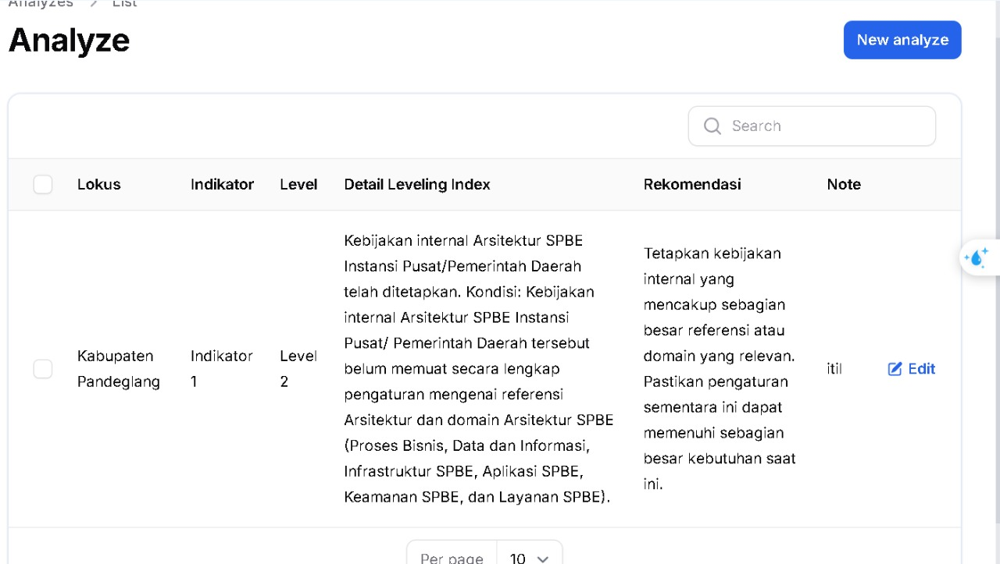 Analyzes > List
Analyze
New analyze
Search
Lokus Indikator Level Detail Leveling Index Rekomendasi Note
Kabupaten
Pandeglang
Indikator
1
Level
2
Kebijakan internal Arsitektur SPBE
Instansi Pusat/Pemerintah Daerah
telah ditetapkan. Kondisi: Kebijakan
internal Arsitektur SPBE Instansi
Pusat/ Pemerintah Daerah tersebut
belum memuat secara lengkap
pengaturan mengenai referensi
Arsitektur dan domain Arsitektur SPBE
(Proses Bisnis, Data dan Informasi,
Infrastruktur SPBE, Aplikasi SPBE,
Keamanan SPBE, dan Layanan SPBE).
Tetapkan kebijakan
internal yang
mencakup sebagian
besar referensi atau
domain yang relevan.
Pastikan pengaturan
sementara ini dapat
memenuhi sebagian
besar kebutuhan saat
ini.
itil
Edit
Per page 10